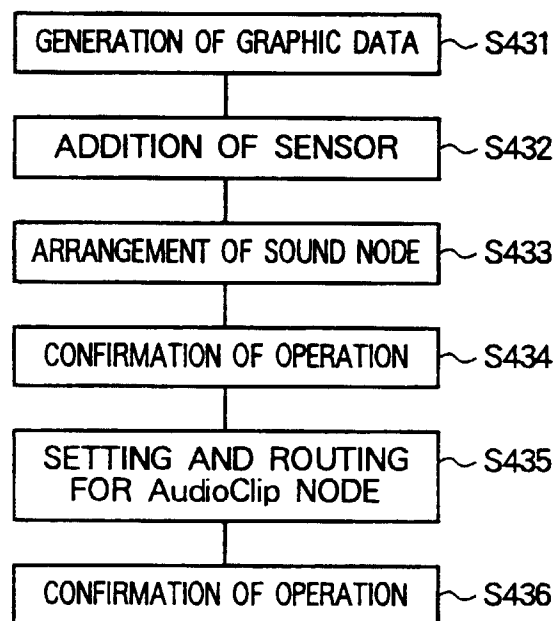 GENERATION OF GRAPHIC DATA S431
ADDITION OF SENSOR S432
ARRANGEMENT OF SOUND NODE S433
CONFIRMATION OF OPERATION S434
SETTING AND ROUTING S435
FOR AudioClip NODE
CONFIRMATION OF OPERATION S436